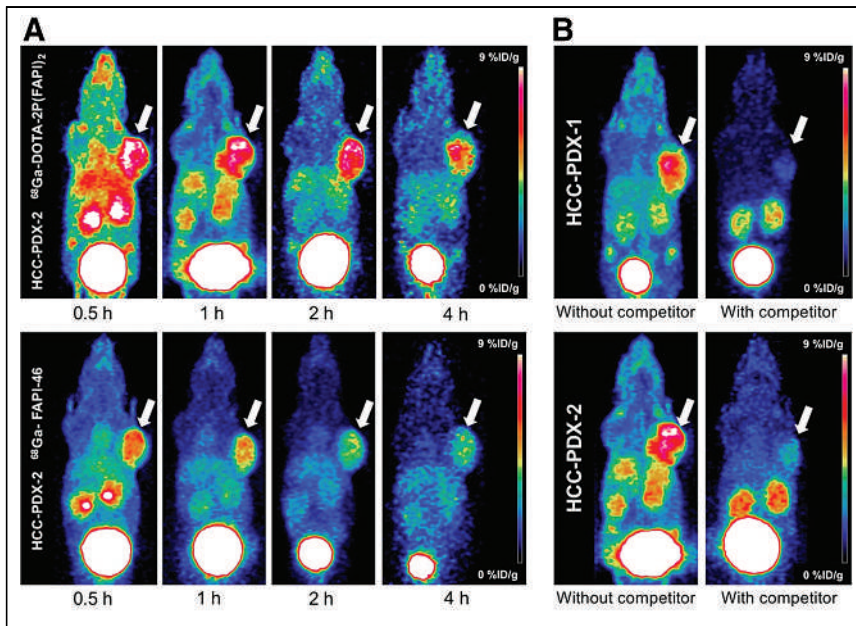 A
HCC-PDX-2 ⁶⁸Ga-DOTA-2P(FAPI)₂
9 %ID/g
0 %ID/g
0.5 h
1 h
2 h
4 h
HCC-PDX-2 ⁶⁸Ga- FAPI-46
9 %ID/g
0 %ID/g
0.5 h
1 h
2 h
4 h
B
HCC-PDX-1
9 %ID/g
0 %ID/g
Without competitor
With competitor
HCC-PDX-2
9 %ID/g
0 %ID/g
Without competitor
With competitor